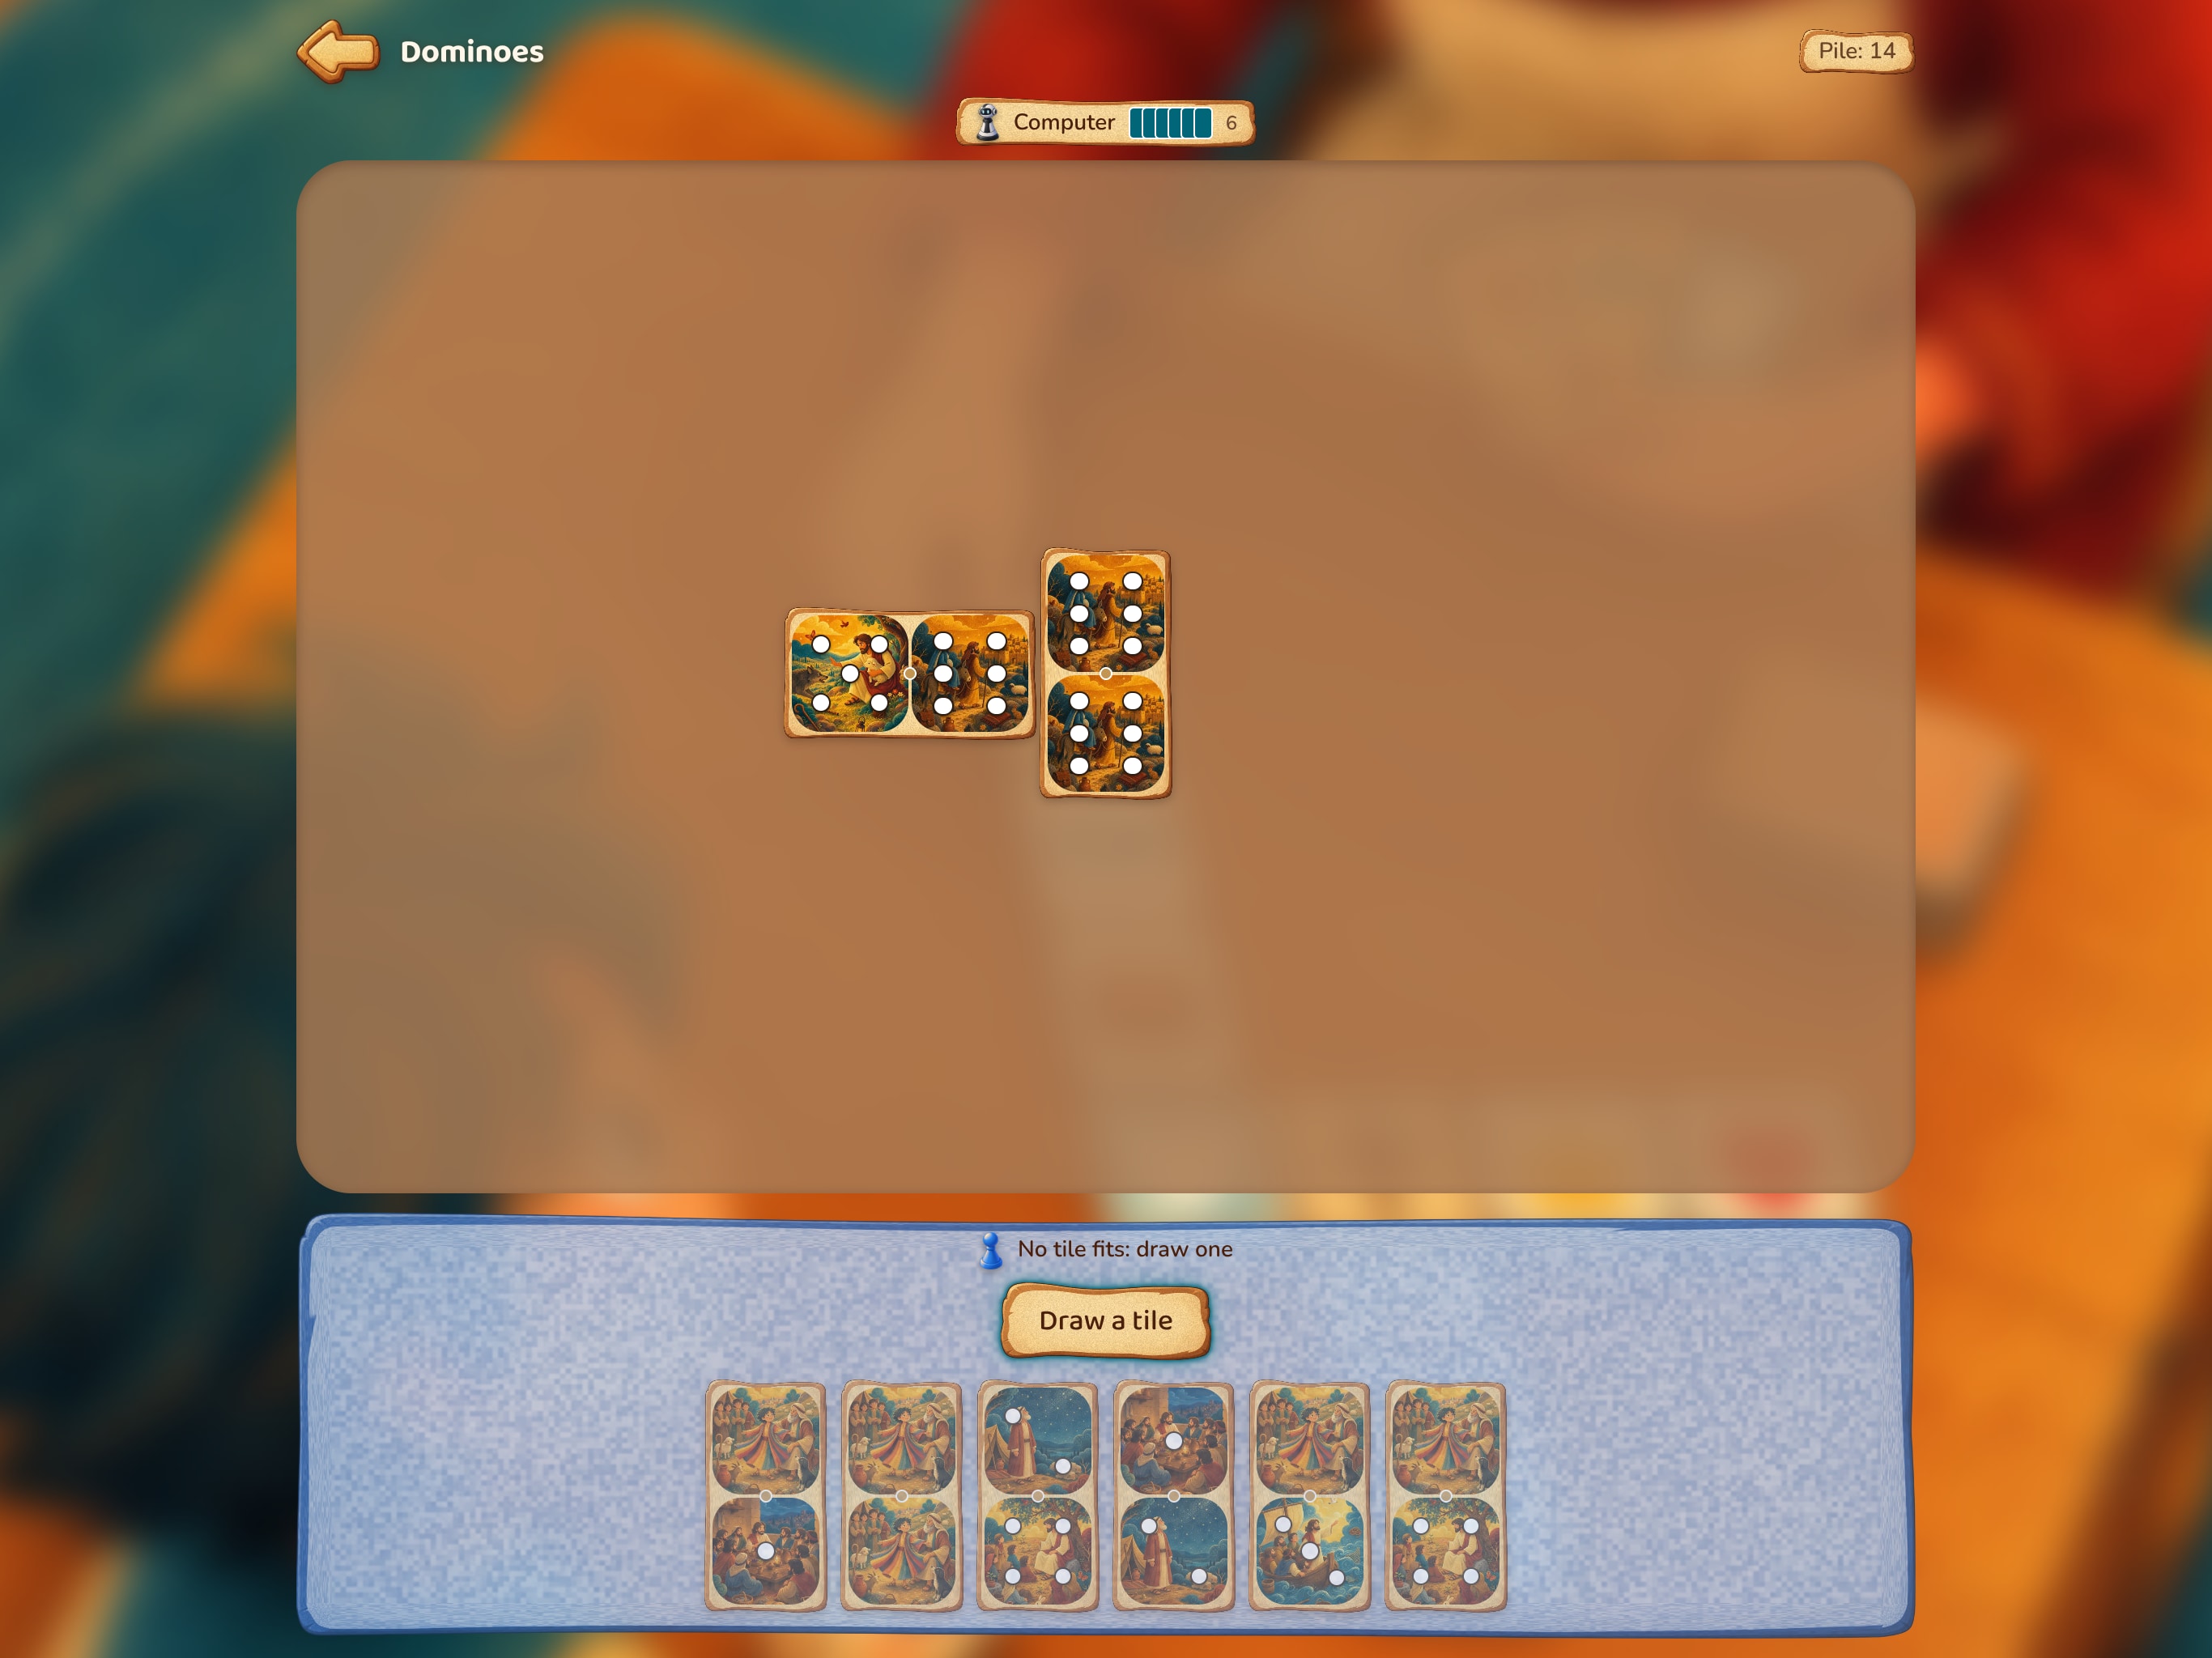 Dominoes
Pile: 14
Computer 6
No tile fits: draw one
Draw a tile